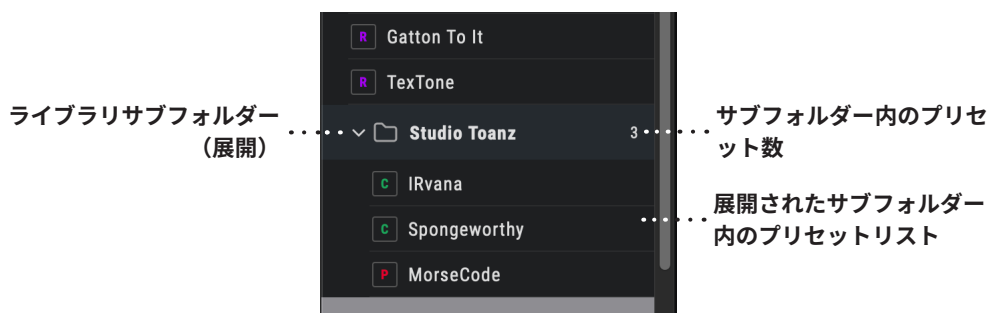 R Gatton To It
R TexTone
ライブラリサブフォルダー
（展開）
Studio Toanz 3
サブフォルダー内のプリセ
ット数
C IRvana
C Spongeworthy
P MorseCode
展開されたサブフォルダー
内のプリセットリスト